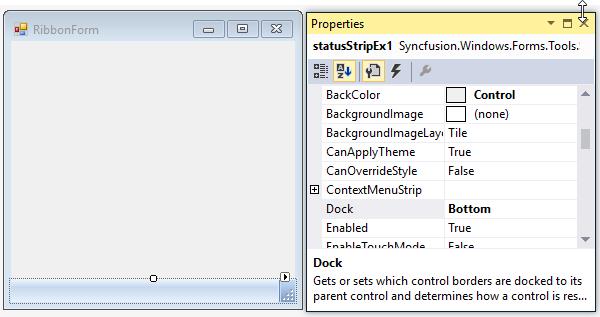 RibbonForm
Properties
statusStripEx1 Syncfusion.Windows.Forms.Tools.
BackColor Control
BackgroundImage (none)
BackgroundImageLay Tile
CanApplyTheme True
CanOverrideStyle False
ContextMenuStrip
Dock Bottom
Enabled True
EnableTouchMode False
Dock
Gets or sets which control borders are docked to its
parent control and determines how a control is res...